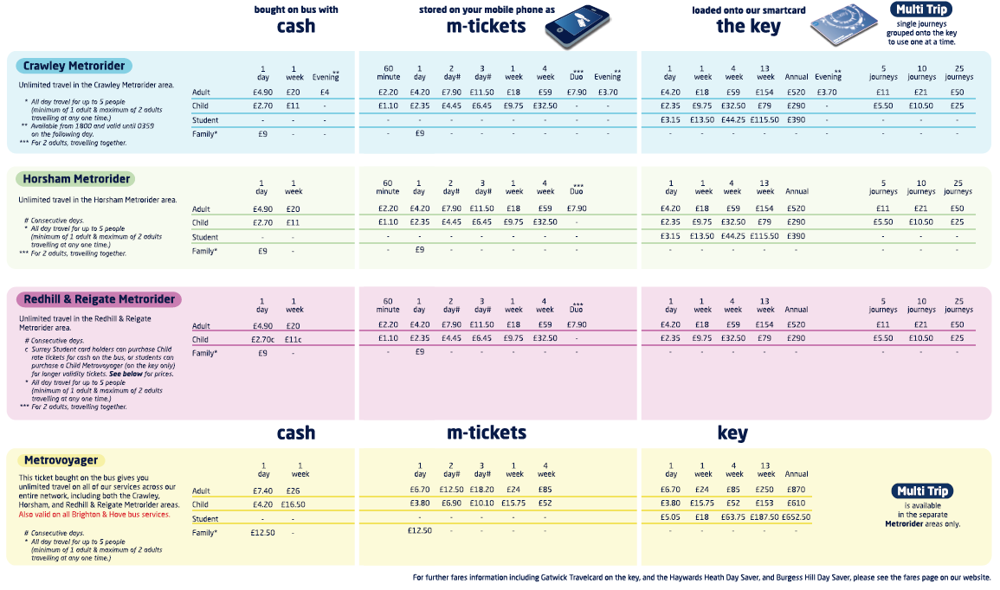 bought on bus with
cash
stored on your mobile phone as
m-tickets
loaded onto our smartcard
the key
Multi Trip
single journeys
grouped onto the key
to use one at a time.
Crawley Metrorider
Unlimited travel in the Crawley Metrorider area.
* All day travel for up to 5 people
(minimum of 1 adult & maximum of 2 adults
travelling at any one time.)
** Available from 1800 and valid until 0359
on the following day.
*** For 2 adults, travelling together.
1 day 1 week Evening** 60 minute 1 day 2 day# 3 day# 1 week 4 week Duo*** Evening** 1 day 1 week 4 week 13 week Annual Evening** 5 journeys 10 journeys 25 journeys
Adult £4.90 £20 £4 £2.20 £4.20 £7.90 £11.50 £18 £59 £7.90 £3.70 £4.20 £18 £59 £154 £520 £3.70 £11 £21 £50
Child £2.70 £11 - £1.10 £2.35 £4.45 £6.45 £9.75 £32.50 - - £2.35 £9.75 £32.50 £79 £290 - £5.50 £10.50 £25
Student - - - - - - - - - - - £3.15 £13.50 £44.25 £115.50 £390 - - - -
Family* £9 - - - £9 - - - - - - - - - - - - - - -
Horsham Metrorider
Unlimited travel in the Horsham Metrorider area.
# Consecutive days.
* All day travel for up to 5 people
(minimum of 1 adult & maximum of 2 adults
travelling at any one time.)
*** For 2 adults, travelling together.
1 day 1 week 60 minute 1 day 2 day# 3 day# 1 week 4 week Duo*** 1 day 1 week 4 week 13 week Annual 5 journeys 10 journeys 25 journeys
Adult £4.90 £20 £2.20 £4.20 £7.90 £11.50 £18 £59 £7.90 £4.20 £18 £59 £154 £520 £11 £21 £50
Child £2.70 £11 £1.10 £2.35 £4.45 £6.45 £9.75 £32.50 - £2.35 £9.75 £32.50 £79 £290 £5.50 £10.50 £25
Student - - - - - - - - - £3.15 £13.50 £44.25 £115.50 £390 - - -
Family* £9 - - £9 - - - - - - - - - - - - -
Redhill & Reigate Metrorider
Unlimited travel in the Redhill & Reigate
Metrorider area.
# Consecutive days.
c Surrey Student card holders can purchase Child
rate tickets for cash on the bus, or students can
purchase a Child Metrovoyager (on the key only)
for longer validity tickets. See below for prices.
* All day travel for up to 5 people
(minimum of 1 adult & maximum of 2 adults
travelling at any one time.)
*** For 2 adults, travelling together.
1 day 1 week 60 minute 1 day 2 day# 3 day# 1 week 4 week Duo*** 1 day 1 week 4 week 13 week Annual 5 journeys 10 journeys 25 journeys
Adult £4.90 £20 £2.20 £4.20 £7.90 £11.50 £18 £59 £7.90 £4.20 £18 £59 £154 £520 £11 £21 £50
Child £2.70c £11c £1.10 £2.35 £4.45 £6.45 £9.75 £32.50 - £2.35 £9.75 £32.50 £79 £290 £5.50 £10.50 £25
Family* £9 - - £9 - - - - - - - - - - - - -
cash
m-tickets
key
Metrovoyager
This ticket bought on the bus gives you
unlimited travel on all of our services across our
entire network, including both the Crawley,
Horsham, and Redhill & Reigate Metrorider areas.
Also valid on all Brighton & Hove bus services.
# Consecutive days.
* All day travel for up to 5 people
(minimum of 1 adult & maximum of 2 adults
travelling at any one time.)
1 day 1 week 1 day 2 day# 3 day# 1 week 4 week 1 day 1 week 4 week 13 week Annual
Adult £7.40 £26 £6.70 £12.50 £18.20 £24 £85 £6.70 £24 £85 £250 £870
Child £4.20 £16.50 £3.80 £6.90 £10.10 £15.75 £52 £3.80 £15.75 £52 £153 £610
Student - - - - - - - £5.05 £18 £63.75 £187.50 £652.50
Family* £12.50 - £12.50 - - - - - - - - -
Multi Trip
is available
in the separate
Metrorider areas only.
For further fares information including Gatwick Travelcard on the key, and the Haywards Heath Day Saver, and Burgess Hill Day Saver, please see the fares page on our website.